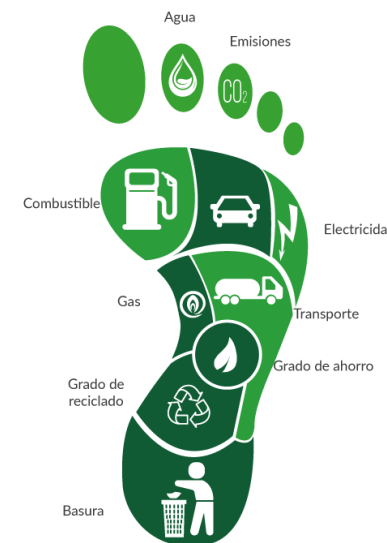 Agua
Emisiones
CO2
Combustible
Electricida
Gas
Transporte
Grado de ahorro
Grado de
reciclado
Basura